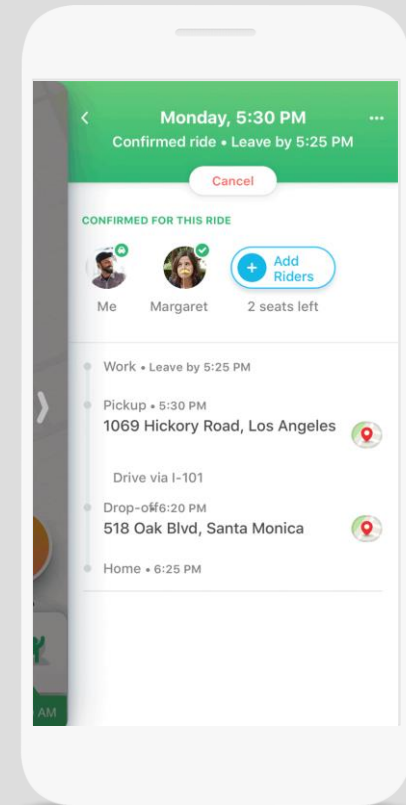 Monday, 5:30 PM
Confirmed ride • Leave by 5:25 PM
Cancel
CONFIRMED FOR THIS RIDE
Add
Riders
Me
Margaret
2 seats left
Work • Leave by 5:25 PM
Pickup • 5:30 PM
1069 Hickory Road, Los Angeles
Drive via I-101
Drop-off•6:20 PM
518 Oak Blvd, Santa Monica
Home • 6:25 PM
AM